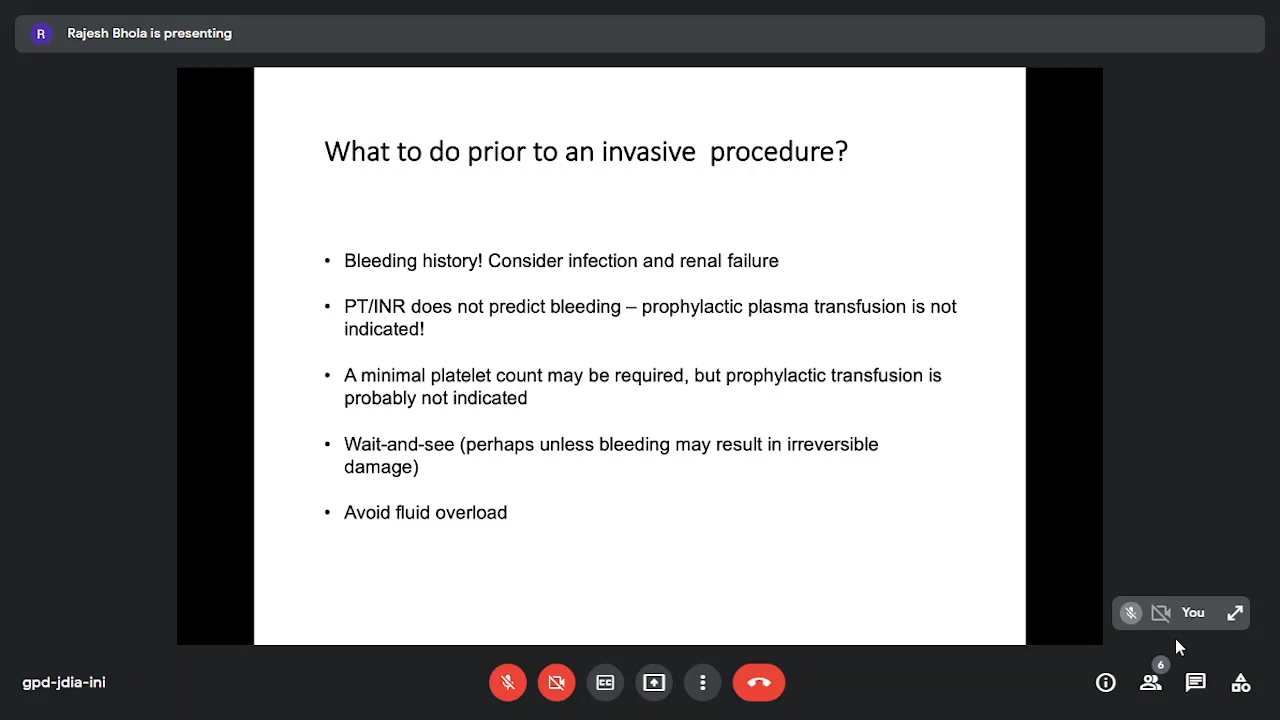 R
Rajesh Bhola is presenting
What to do prior to an invasive procedure?
• Bleeding history! Consider infection and renal failure
• PT/INR does not predict bleeding – prophylactic plasma transfusion is not
indicated!
• A minimal platelet count may be required, but prophylactic transfusion is
probably not indicated
• Wait-and-see (perhaps unless bleeding may result in irreversible
damage)
• Avoid fluid overload
You
6
gpd-jdia-ini
CC